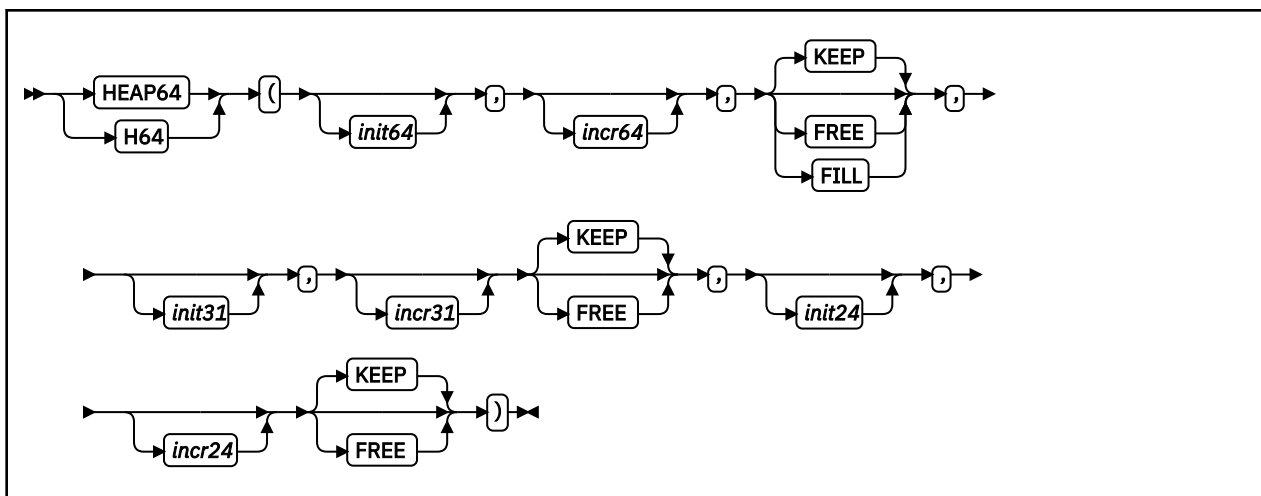 KEEP
HEAP64 ( , , ,
init64 incr64 FREE
H64
FILL
KEEP
, , ,
init31 incr31 FREE init24
KEEP
)
incr24 FREE